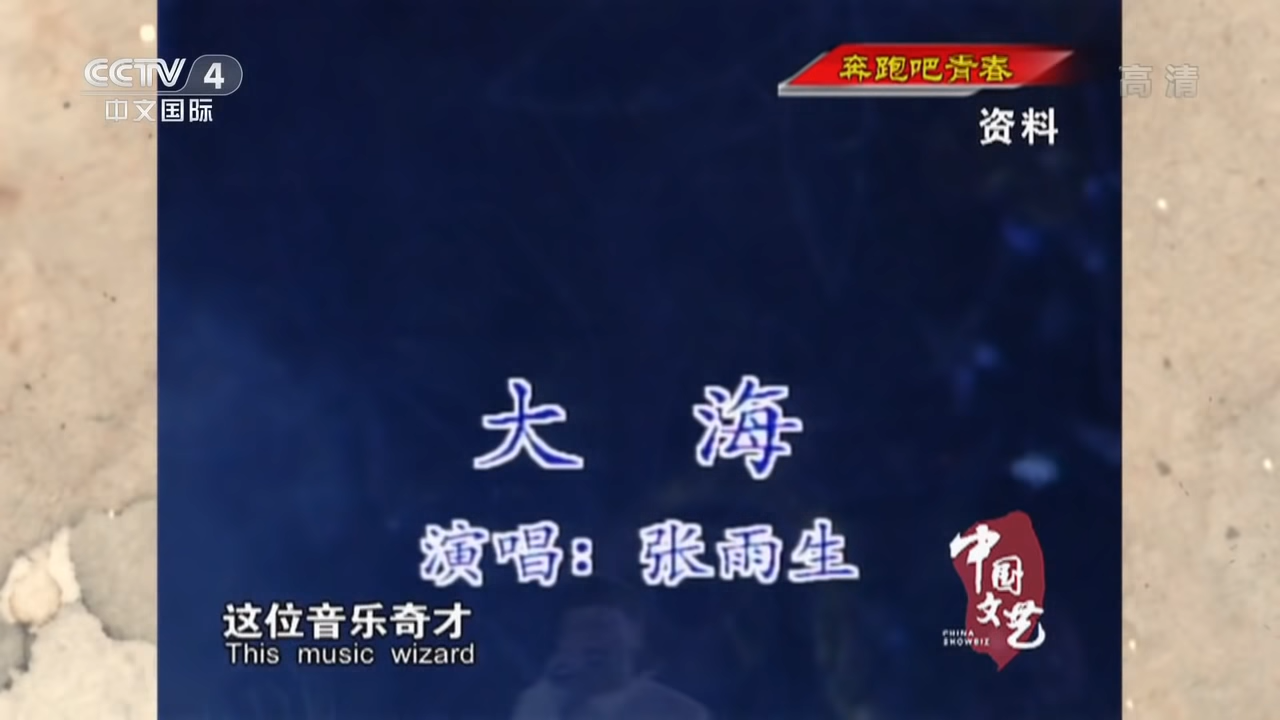 CCTV 4
中文国际
奔跑吧青春
高清
资料
大海
演唱：张雨生
这位音乐奇才
This music wizard
中国文艺
CHINA
SHOWBIZ